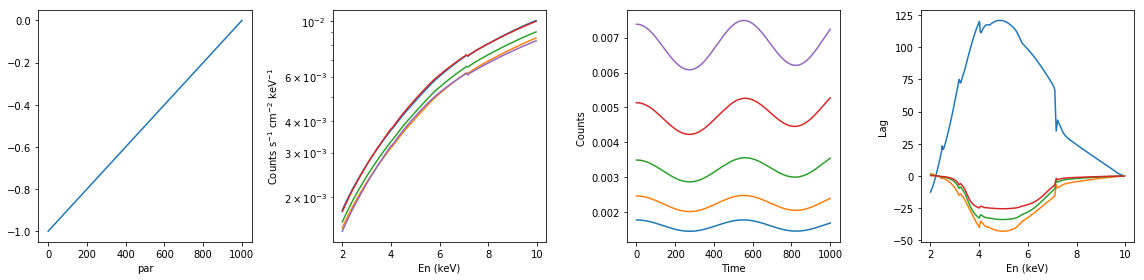 0.0
−0.2
−0.4
−0.6
−0.8
−1.0
0 200 400 600 800 1000
par
Counts s⁻¹ cm⁻² keV⁻¹
10⁻²
6 × 10⁻³
4 × 10⁻³
3 × 10⁻³
2 × 10⁻³
2 4 6 8 10
En (keV)
Counts
0.007
0.006
0.005
0.004
0.003
0.002
0 200 400 600 800 1000
Time
Lag
125
100
75
50
25
0
−25
−50
2 4 6 8 10
En (keV)